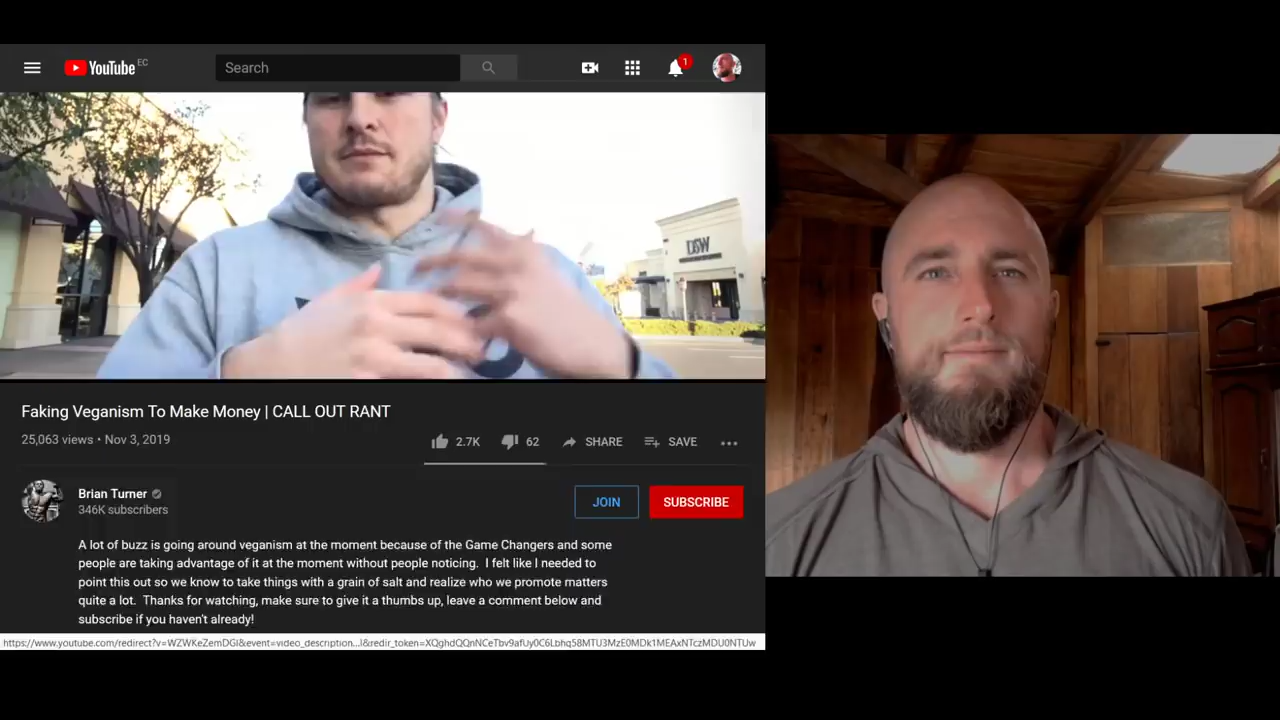 YouTube EC
Search
1
DSW
Faking Veganism To Make Money | CALL OUT RANT
25,063 views • Nov 3, 2019
2.7K
62
SHARE
SAVE
Brian Turner
346K subscribers
JOIN
SUBSCRIBE
A lot of buzz is going around veganism at the moment because of the Game Changers and some
people are taking advantage of it at the moment without people noticing. I felt like I needed to
point this out so we know to take things with a grain of salt and realize who we promote matters
quite a lot. Thanks for watching, make sure to give it a thumbs up, leave a comment below and
subscribe if you haven't already!